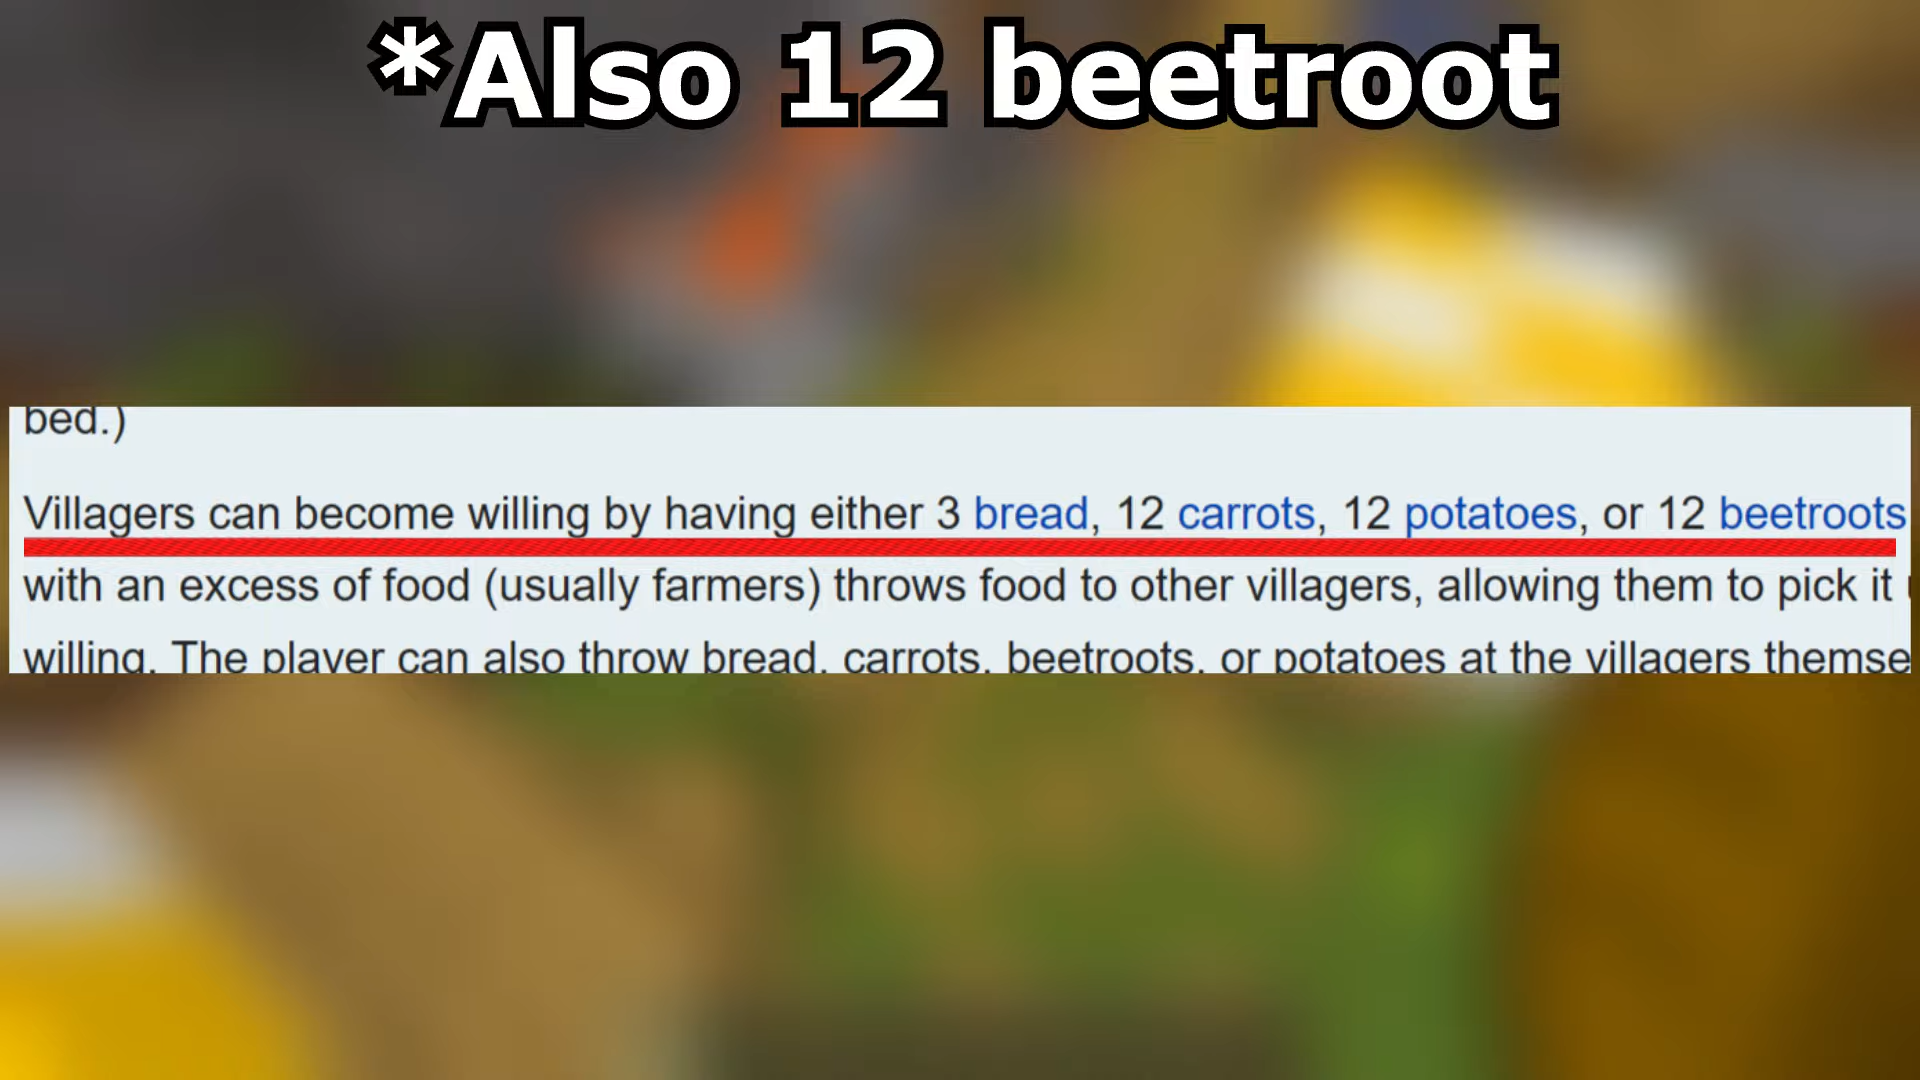 *Also 12 beetroot
bed.)
Villagers can become willing by having either 3 bread, 12 carrots, 12 potatoes, or 12 beetroots
with an excess of food (usually farmers) throws food to other villagers, allowing them to pick it
willing. The player can also throw bread, carrots, beetroots, or potatoes at the villagers themse